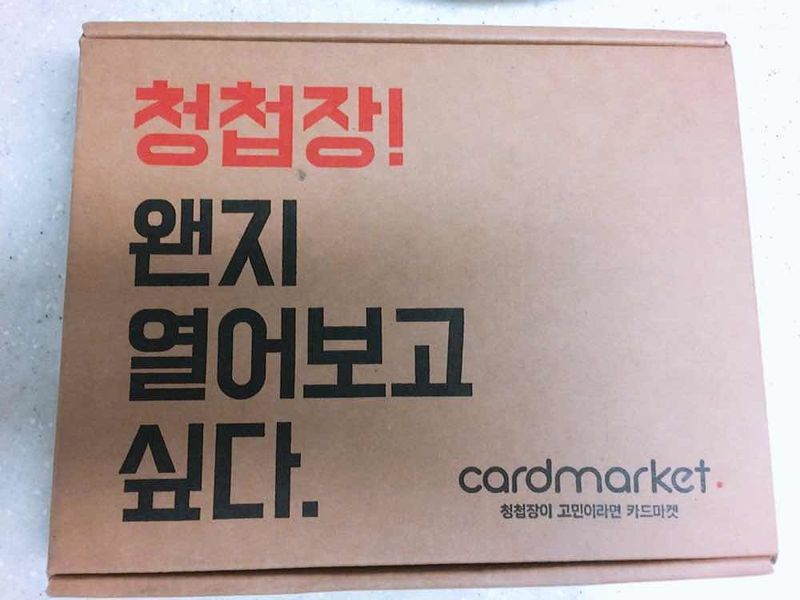 청첩장!
왠지
열어보고
싶다.
cardmarket.
청첩장이 고민이라면 카드마켓